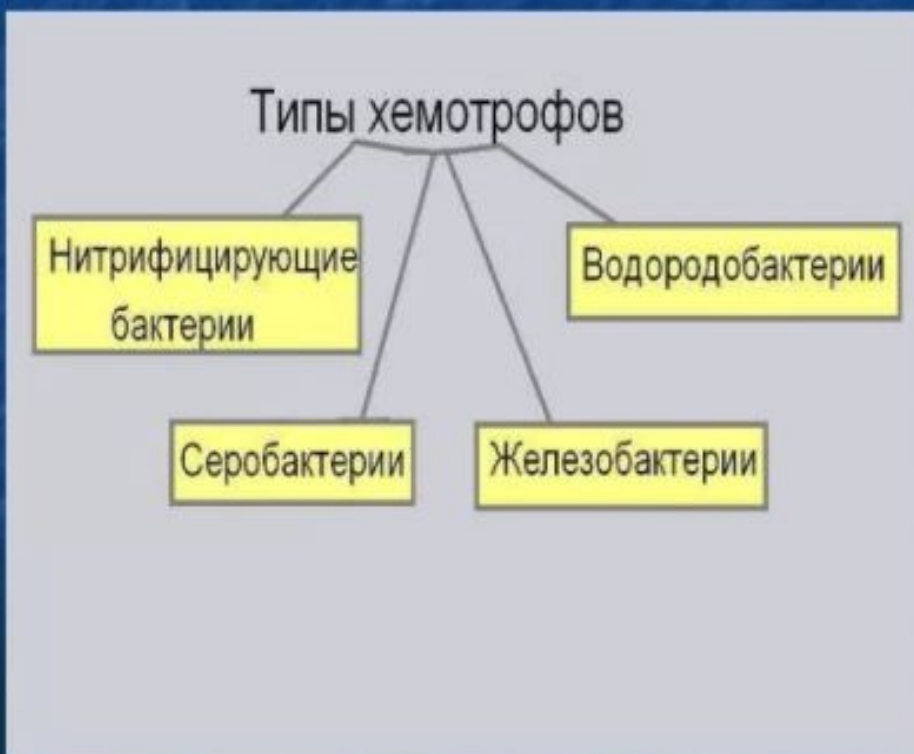 Типы хемотрофов
Нитрифицирующие
бактерии
Водородобактерии
Серобактерии
Железобактерии